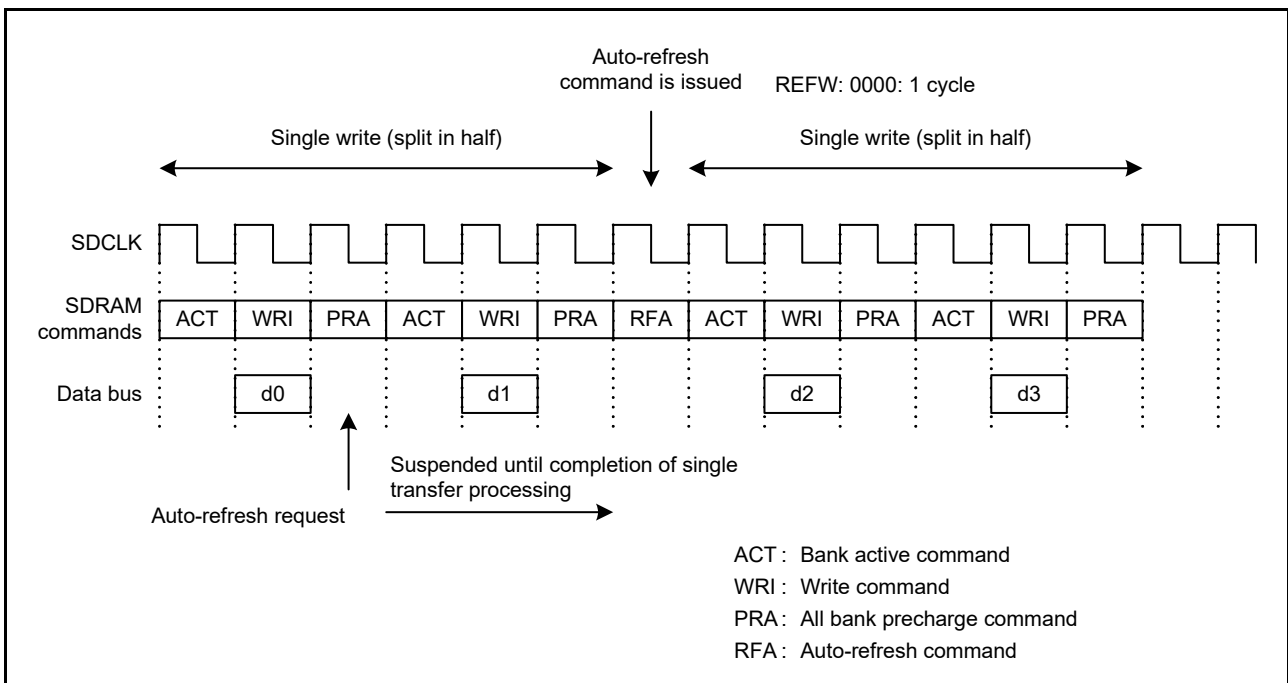 Auto-refresh
command is issued
REFW: 0000: 1 cycle
Single write (split in half)
Single write (split in half)
SDCLK
SDRAM
commands
ACT WRI PRA ACT WRI PRA RFA ACT WRI PRA ACT WRI PRA
Data bus
d0 d1 d2 d3
Suspended until completion of single
transfer processing
Auto-refresh request
ACT : Bank active command
WRI : Write command
PRA : All bank precharge command
RFA : Auto-refresh command